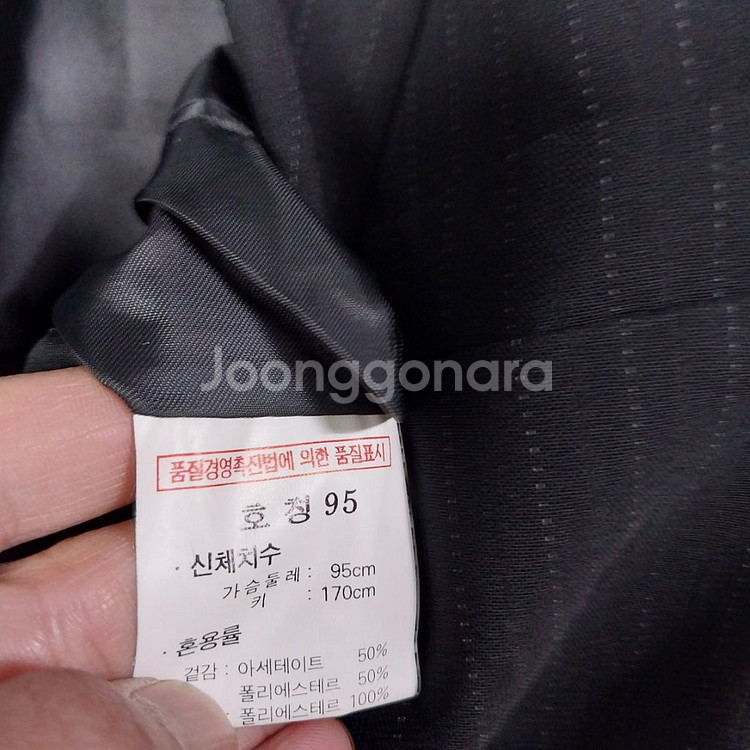 Joonggonara
품질경영촉진법에 의한 품질표시
호칭 95
· 신체치수
가슴둘레 : 95cm
키 : 170cm
· 혼용률
겉감 : 아세테이트 50%
폴리에스테르 50%
: 폴리에스테르 100%